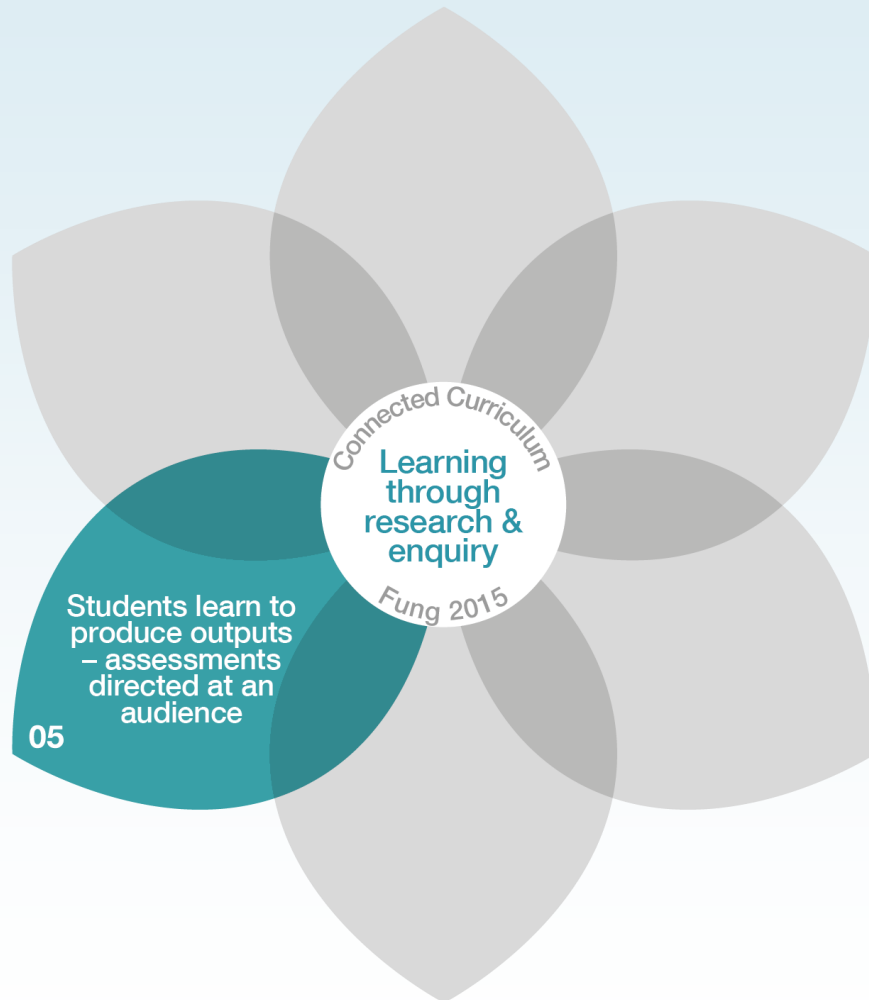 Connected Curriculum
Learning
through
research &
enquiry
Fung 2015
Students learn to
produce outputs
– assessments
directed at an
audience
05